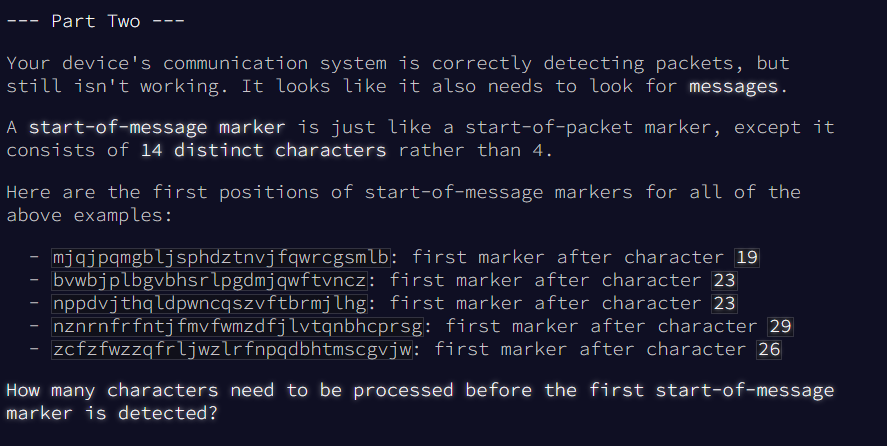 --- Part Two ---
Your device's communication system is correctly detecting packets, but
still isn't working. It looks like it also needs to look for messages.
A start-of-message marker is just like a start-of-packet marker, except it
consists of 14 distinct characters rather than 4.
Here are the first positions of start-of-message markers for all of the
above examples:
- mjqjpqmgbljsphdztnvjfqwrcgsmlb: first marker after character 19
- bvwbjplbgvbhsrlpgdmjqwftvncz: first marker after character 23
- nppdvjthqldpwncqszvftbrmjlhg: first marker after character 23
- nznrnfrfntjfmvfwmzdfjlvtqnbhcprsg: first marker after character 29
- zcfzfwzzqfrljwzlrfnpqdbhtmscgvjw: first marker after character 26
How many characters need to be processed before the first start-of-message
marker is detected?